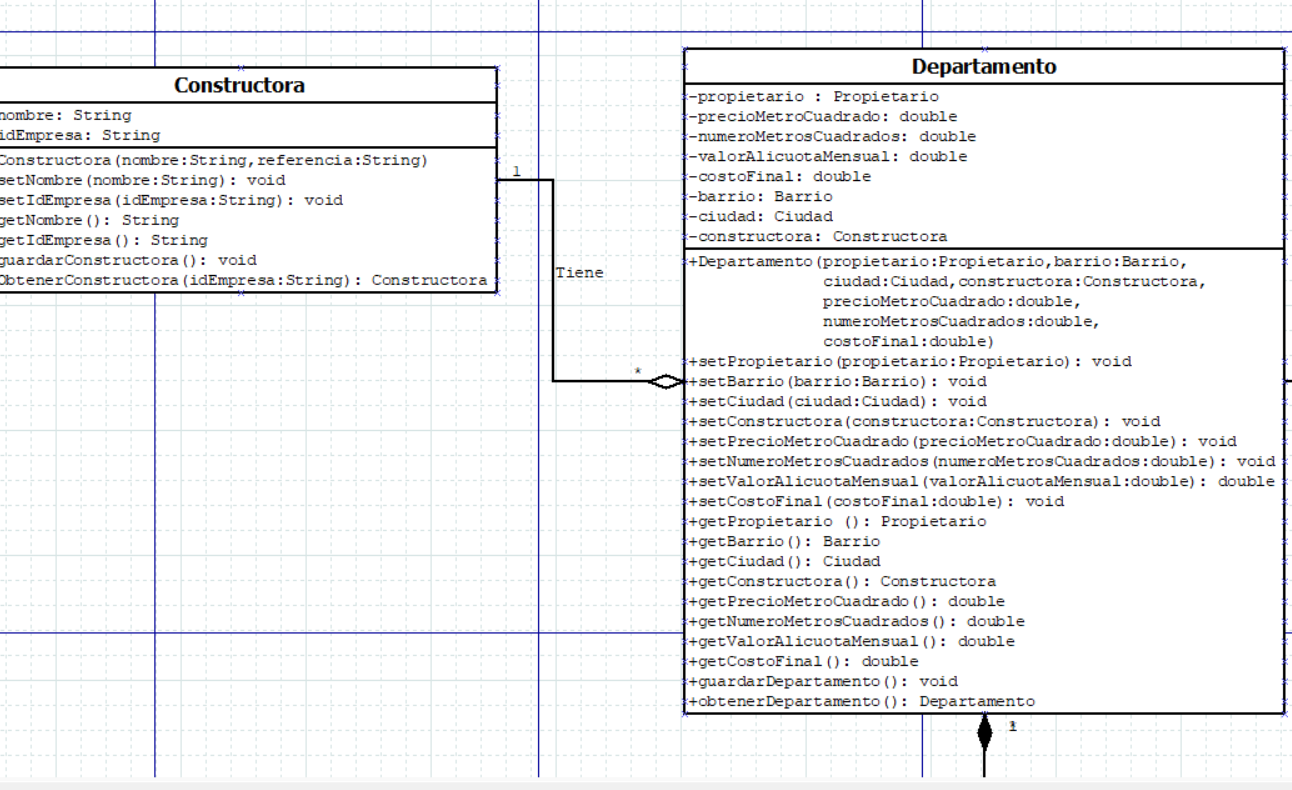 Constructora
nombre: String
idEmpresa: String
Constructora(nombre:String,referencia:String)
setNombre(nombre:String): void
setIdEmpresa(idEmpresa:String): void
getNombre(): String
getIdEmpresa(): String
guardarConstructora(): void
ObtenerConstructora(idEmpresa:String): Constructora
1
Tiene
*
Departamento
-propietario : Propietario
-precioMetroCuadrado: double
-numeroMetrosCuadrados: double
-valorAlicuotaMensual: double
-costoFinal: double
-barrio: Barrio
-ciudad: Ciudad
-constructora: Constructora
+Departamento(propietario:Propietario,barrio:Barrio,
ciudad:Ciudad,constructora:Constructora,
precioMetroCuadrado:double,
numeroMetrosCuadrados:double,
costoFinal:double)
+setPropietario(propietario:Propietario): void
+setBarrio(barrio:Barrio): void
+setCiudad(ciudad:Ciudad): void
+setConstructora(constructora:Constructora): void
+setPrecioMetroCuadrado(precioMetroCuadrado:double): void
+setNumeroMetrosCuadrados(numeroMetrosCuadrados:double): void
+setValorAlicuotaMensual(valorAlicuotaMensual:double): double
+setCostoFinal(costoFinal:double): void
+getPropietario (): Propietario
+getBarrio(): Barrio
+getCiudad(): Ciudad
+getConstructora(): Constructora
+getPrecioMetroCuadrado(): double
+getNumeroMetrosCuadrados(): double
+getValorAlicuotaMensual(): double
+getCostoFinal(): double
+guardarDepartamento(): void
+obtenerDepartamento(): Departamento